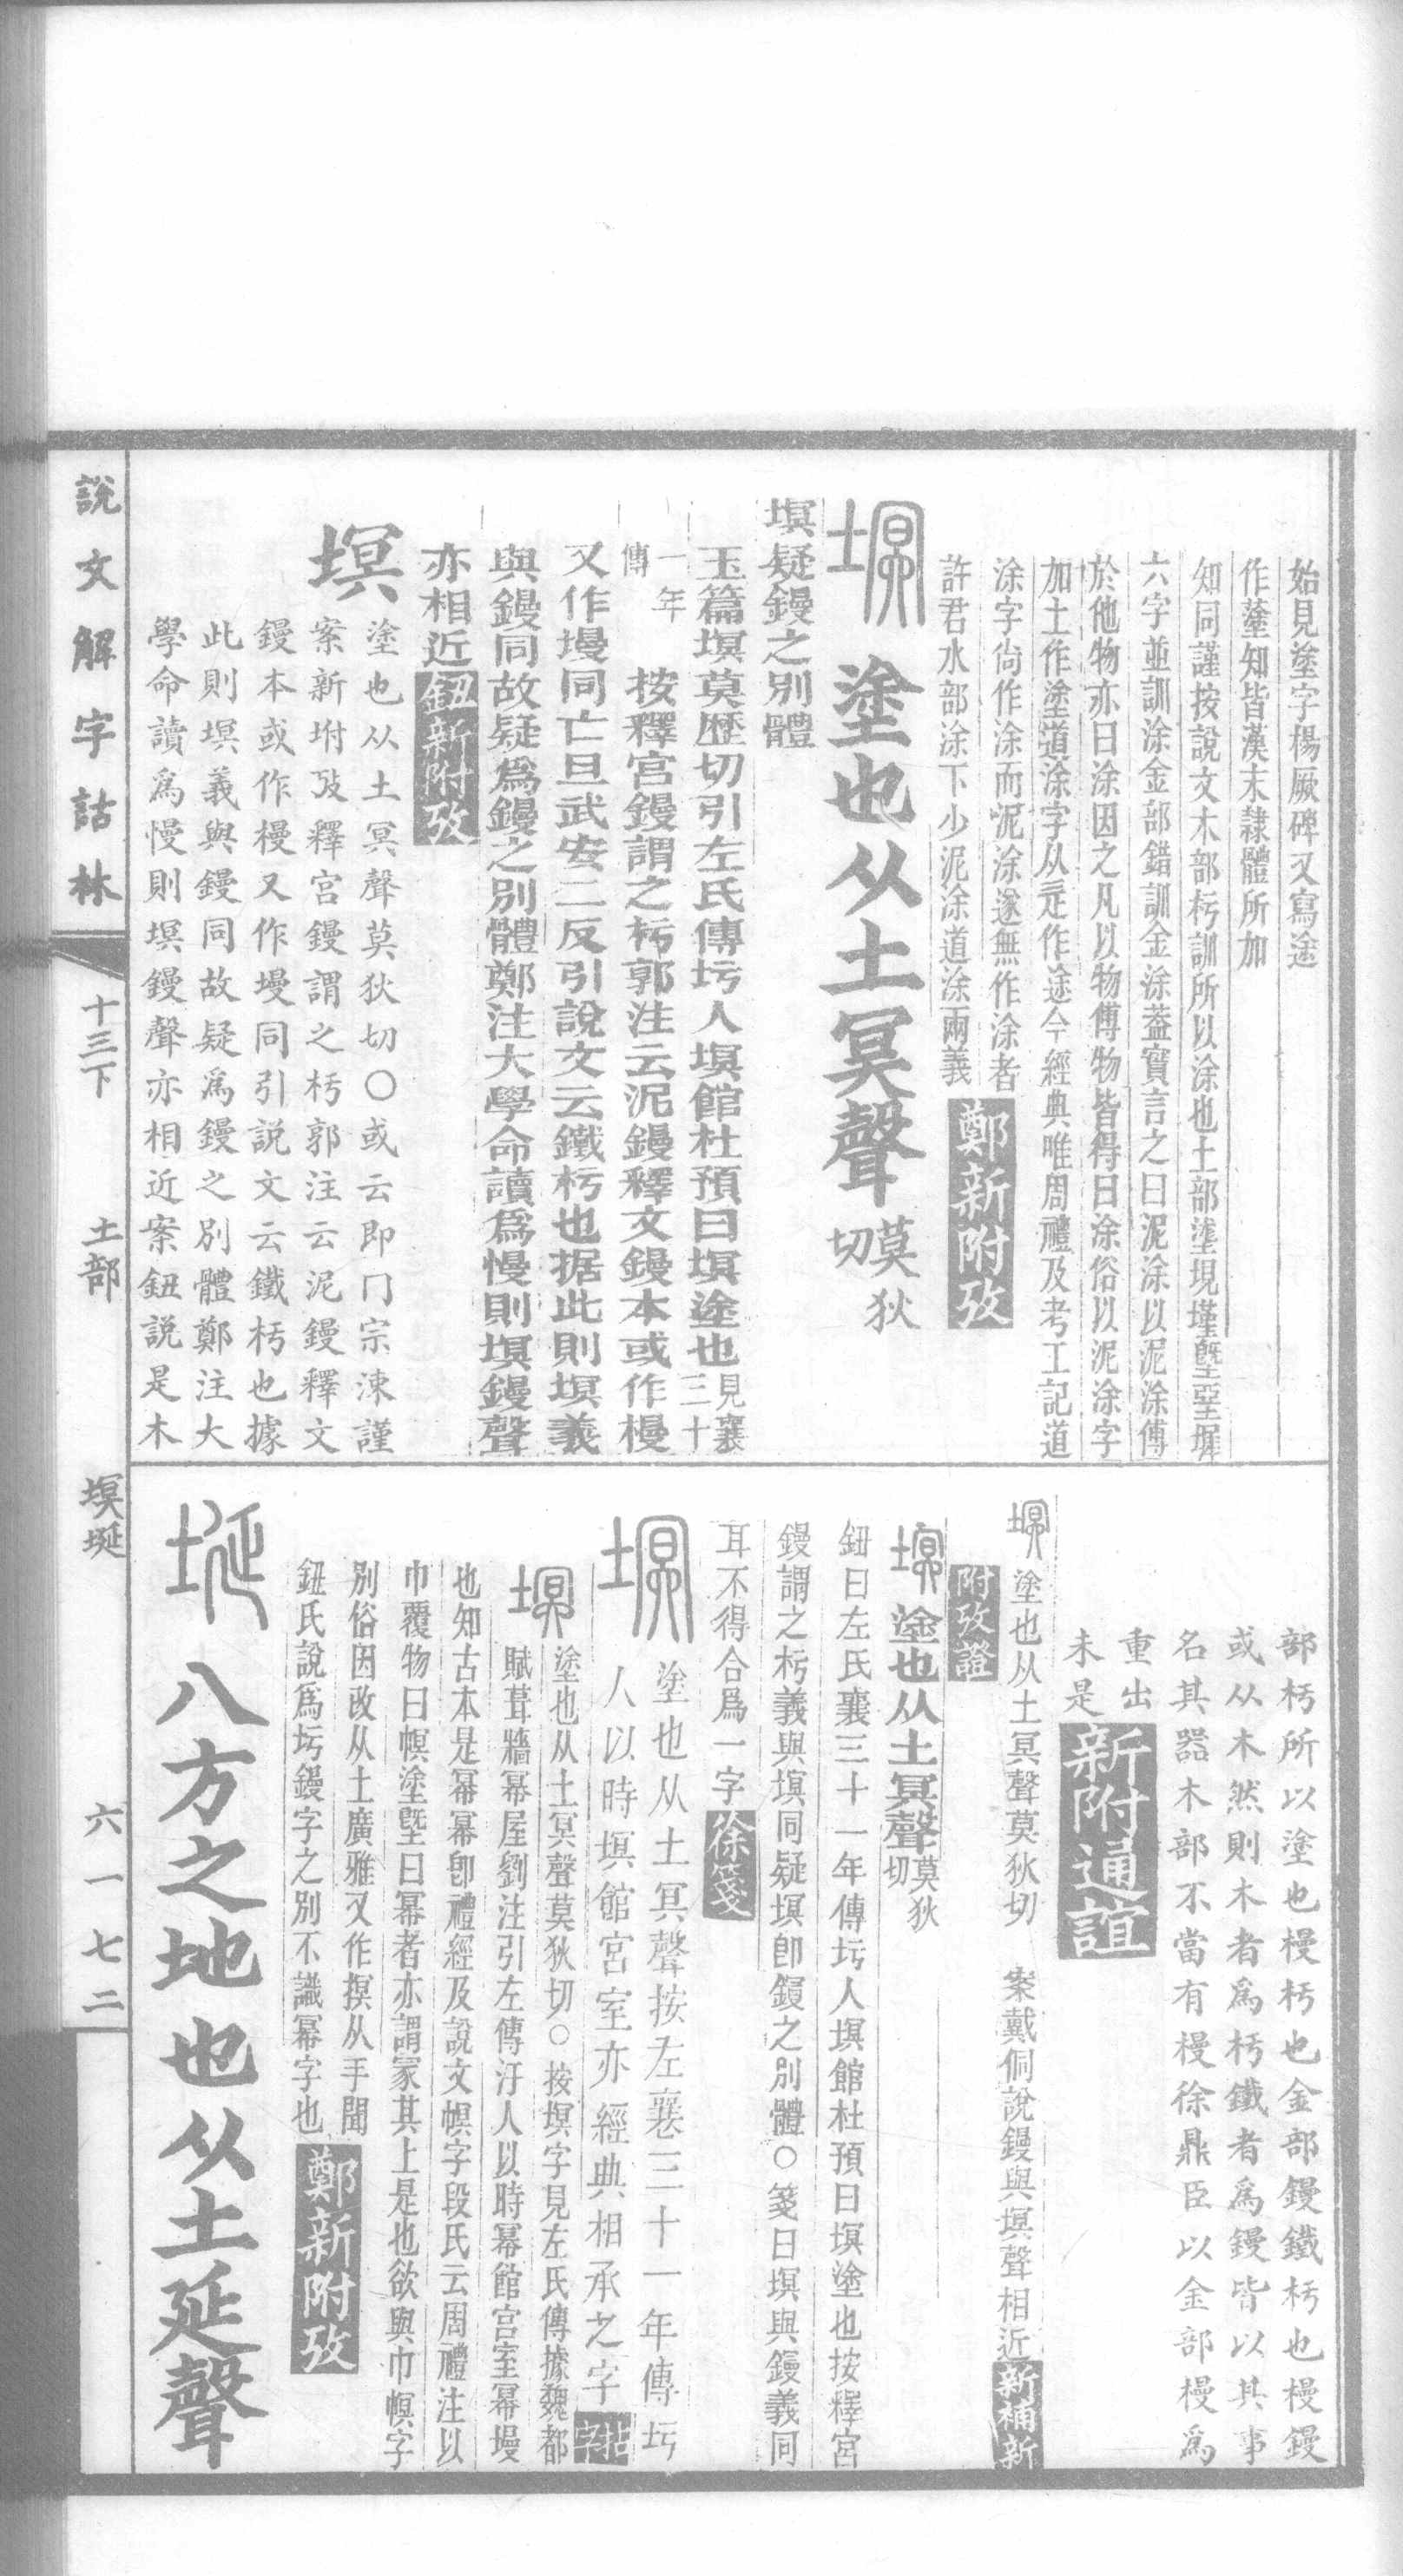 始見塗字楊厥碑又寫途
作蓥知皆漢末隸體所加
知同謹按說文木部杇訓所以涂也土部塗垷墐墍堊墀
六字並訓涂金部錯訓金涂葢實言之曰泥涂以泥涂傅
於他物亦曰涂因之凡以物傅物皆得曰涂俗以泥涂字
加土作塗道涂字从辵作途今經典唯周禮及考工記道
涂字尙作涂而泥涂遂無作涂者
許君水部涂下少泥涂道涂兩義鄭新附攷
塓塗也从土冥聲莫狄切
塓疑鏝之別體
玉篇塓莫歷切引左氏傳圬人塓館杜預曰塓塗也見襄三十
一年傳按釋宮鏝謂之杇郭注云泥鏝釋文鏝本或作槾
又作墁同亡旦武安二反引說文云鐵杇也据此則塓義
與鏝同故疑爲鏝之別體鄭注大學命讀爲慢則塓鏝聲
亦相近鈕新附攷
塓塗也从土冥聲莫狄切〇或云即冂宗涷謹
案新坿攷釋宮鏝謂之杇郭注云泥鏝釋文
鏝本或作槾又作墁同引説文云鐵杇也據
此則塓義與鏝同故疑爲鏝之別體鄭注大
學命讀爲慢則塓鏝聲亦相近案鈕説是木
部杇所以塗也槾杇也金部鏝鐵杇也槾鏝
或从木然則木者爲杇鐵者爲鏝皆以其事
名其器木部不當有槾徐鼎臣以金部槾爲
重出
未是新附通誼
塓塗也从土冥聲莫狄切 案戴侗說鏝與塓聲相近新補新
附攷證
塓塗也从土冥聲莫狄切
鈕曰左氏襄三十一年傳圬人塓館杜預曰塓塗也按釋宮
鏝謂之杇義與塓同疑塓卽鏝之別體〇箋曰塓與鏝義同
耳不得合爲一字徐箋
塓塗也从土冥聲按左襄三十一年傳圬
人以時塓館宮室亦經典相承之字拈字
塓塗也从土冥聲莫狄切〇按塓字見左氏傳據魏都
賦葺牆冪屋劉注引左傳汙人以時冪館宮室冪墁
也知古本是冪冪卽禮經及說文幎字段氏云周禮注以
巾覆物曰幎塗墍曰冪者亦謂冡其上是也欲與巾幎字
別俗因改从土廣雅又作摸从手聞
鈕氏說爲圬鏝字之別不識冪字也鄭新附攷
埏八方之地也从土延聲
說文解字詁林 十三下 土部 塓埏 六一七二